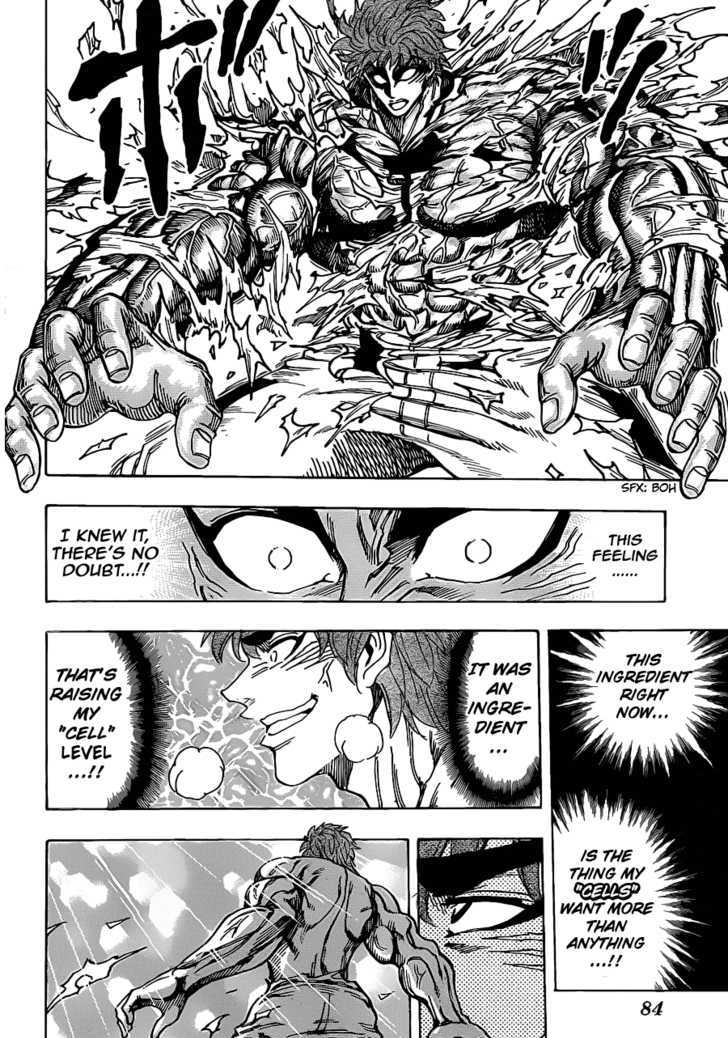 ボッ
SFX: BOH
THIS
FEELING
......
I KNEW IT,
THERE'S NO
DOUBT...!!
THIS
INGREDIENT
RIGHT
NOW...
IS THE
THING MY
"CELLS"
WANT MORE
THAN
ANYTHING
...!!
IT WAS
AN
INGRE-
DIENT
...
THAT'S
RAISING
MY
"CELL"
LEVEL
...!!
84